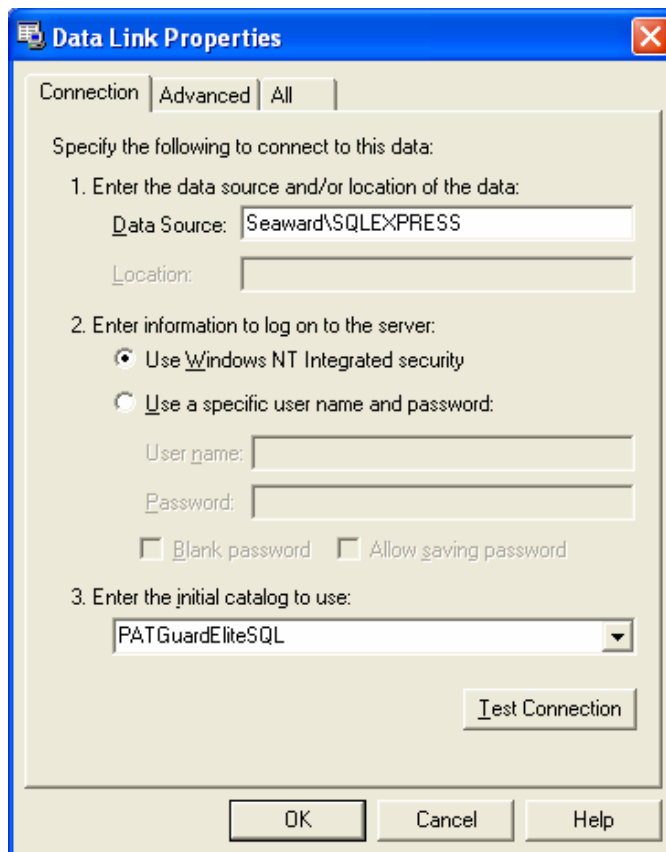 Data Link Properties
Connection Advanced All
Specify the following to connect to this data:
1. Enter the data source and/or location of the data:
Data Source: Seaward\SQLEXPRESS
Location:
2. Enter information to log on to the server:
Use Windows NT Integrated security
Use a specific user name and password:
User name:
Password:
Blank password Allow saving password
3. Enter the initial catalog to use:
PATGuardEliteSQL
Test Connection
OK Cancel Help